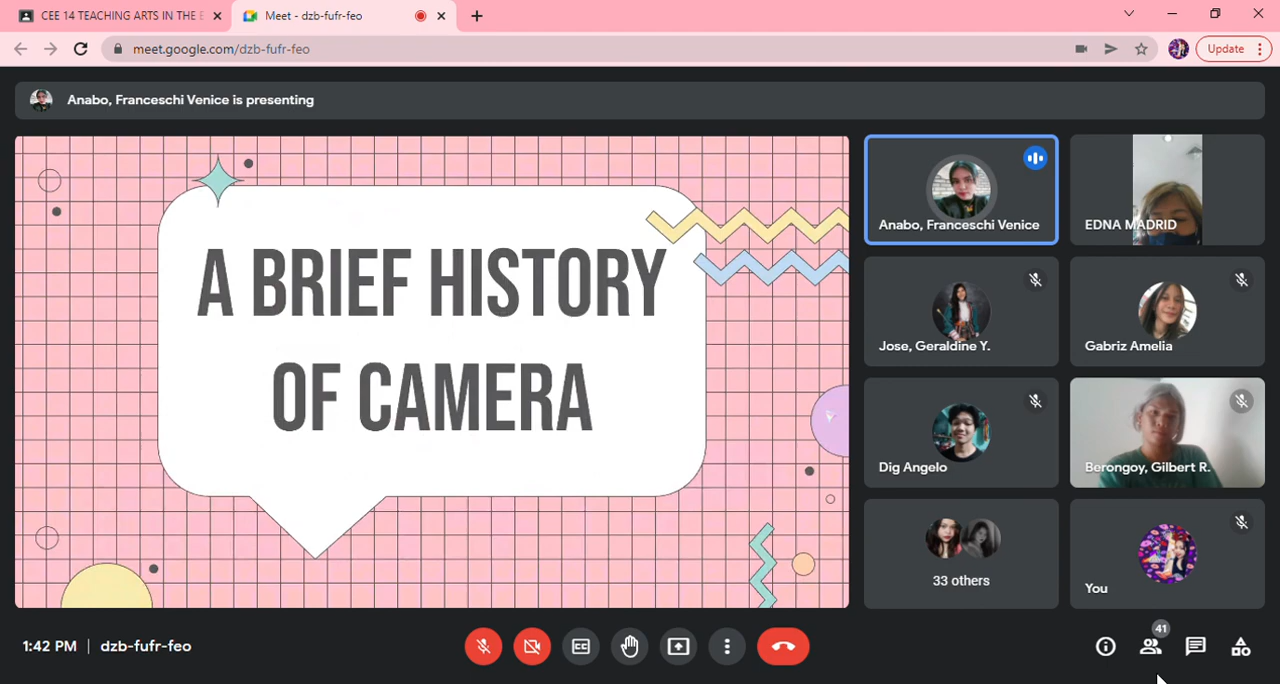 CEE 14 TEACHING ARTS IN THE E
Meet - dzb-fufr-feo
meet.google.com/dzb-fufr-feo
Update
Anabo, Franceschi Venice is presenting
A BRIEF HISTORY
OF CAMERA
Anabo, Franceschi Venice
EDNA MADRID
Jose, Geraldine Y.
Gabriz Amelia
Dig Angelo
Berongoy, Gilbert R.
33 others
You
1:42 PM | dzb-fufr-feo
CC
41